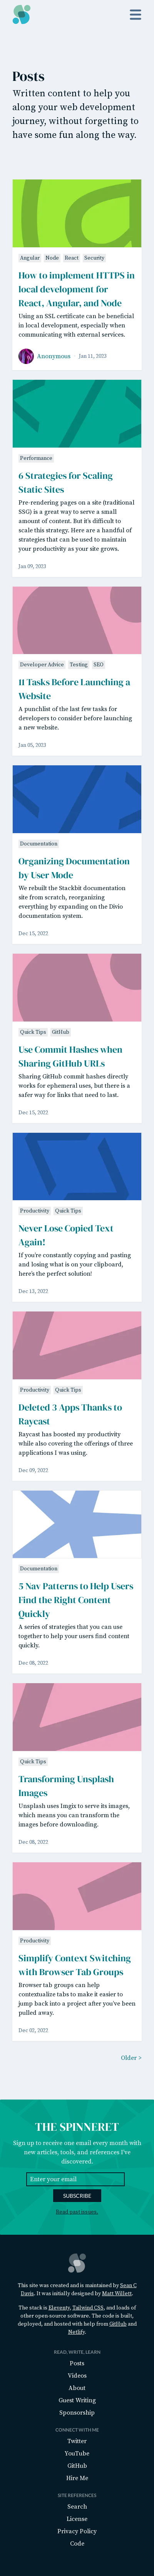 Posts
Written content to help you along your web development journey, without forgetting to have some fun along the way.
Angular Node React Security
How to implement HTTPS in
local development for
React, Angular, and Node
Using an SSL certificate can be beneficial
in local development, especially when
communicating with external services.
Anonymous Jan 11, 2023
Performance
6 Strategies for Scaling
Static Sites
Pre-rendering pages on a site (traditional
SSG) is a great way to serve a small
amount of content. But it's difficult to
scale this strategy. Here are a handful of
strategies that can be used to maintain
your productivity as your site grows.
Jan 09, 2023
Developer Advice Testing SEO
11 Tasks Before Launching a
Website
A punchlist of the last few tasks for
developers to consider before launching
a new website.
Jan 05, 2023
Documentation
Organizing Documentation
by User Mode
We rebuilt the Stackbit documentation
site from scratch, reorganizing
everything by expanding on the Divio
documentation system.
Dec 15, 2022
Quick Tips GitHub
Use Commit Hashes when
Sharing GitHub URLs
Sharing GitHub commit hashes directly
works for ephemeral uses, but there is a
safer way for links that need to last.
Dec 15, 2022
Productivity Quick Tips
Never Lose Copied Text
Again!
If you're constantly copying and pasting
and losing what is on your clipboard,
here's the perfect solution!
Dec 13, 2022
Productivity Quick Tips
Deleted 3 Apps Thanks to
Raycast
Raycast has boosted my productivity
while also covering the offerings of three
applications I was using.
Dec 09, 2022
Documentation
5 Nav Patterns to Help Users
Find the Right Content
Quickly
A series of strategies that you can use
together to help your users find content
quickly.
Dec 08, 2022
Quick Tips
Transforming Unsplash
Images
Unsplash uses Imgix to serve its images,
which means you can transform the
images before downloading.
Dec 08, 2022
Productivity
Simplify Context Switching
with Browser Tab Groups
Browser tab groups can help
contextualize tabs to make it easier to
jump back into a project after you've been
pulled away.
Dec 02, 2022
Older >
THE SPINNERET
Sign up to receive one email every month with
new articles, tools, and references I've
discovered.
Enter your email
SUBSCRIBE
Read past issues.
This site was created and is maintained by Sean C
Davis. It was initially designed by Matt Willett.
The stack is Eleventy, Tailwind CSS, and loads of
other open source software. The code is built,
deployed, and hosted with help from GitHub and
Netlify.
READ, WRITE, LEARN
Posts
Videos
About
Guest Writing
Sponsorship
CONNECT WITH ME
Twitter
YouTube
GitHub
Hire Me
SITE REFERENCES
Search
License
Privacy Policy
Code